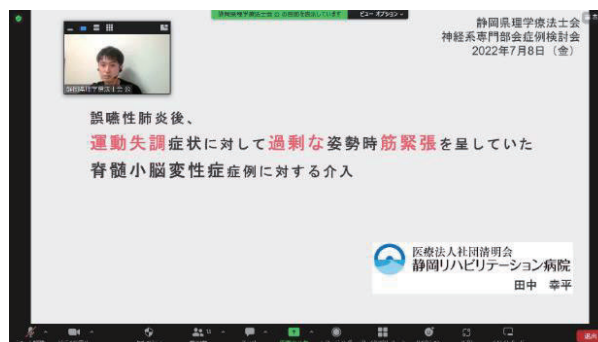 静岡県理学療法士会
神経系専門部会症例検討会
2022年7月8日（金）
誤嚥性肺炎後、
運動失調症状に対して過剰な姿勢時筋緊張を呈していた
脊髄小脳変性症症例に対する介入
医療法人社団清明会
静岡リハビリテーション病院
田中 幸平